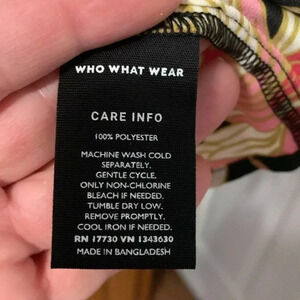 WHO WHAT WEAR
CARE INFO
100% POLYESTER
MACHINE WASH COLD
SEPARATELY.
GENTLE CYCLE.
ONLY NON-CHLORINE
BLEACH IF NEEDED.
TUMBLE DRY LOW.
REMOVE PROMPTLY.
COOL IRON IF NEEDED.
RN 17730 VN 1343630
MADE IN BANGLADESH